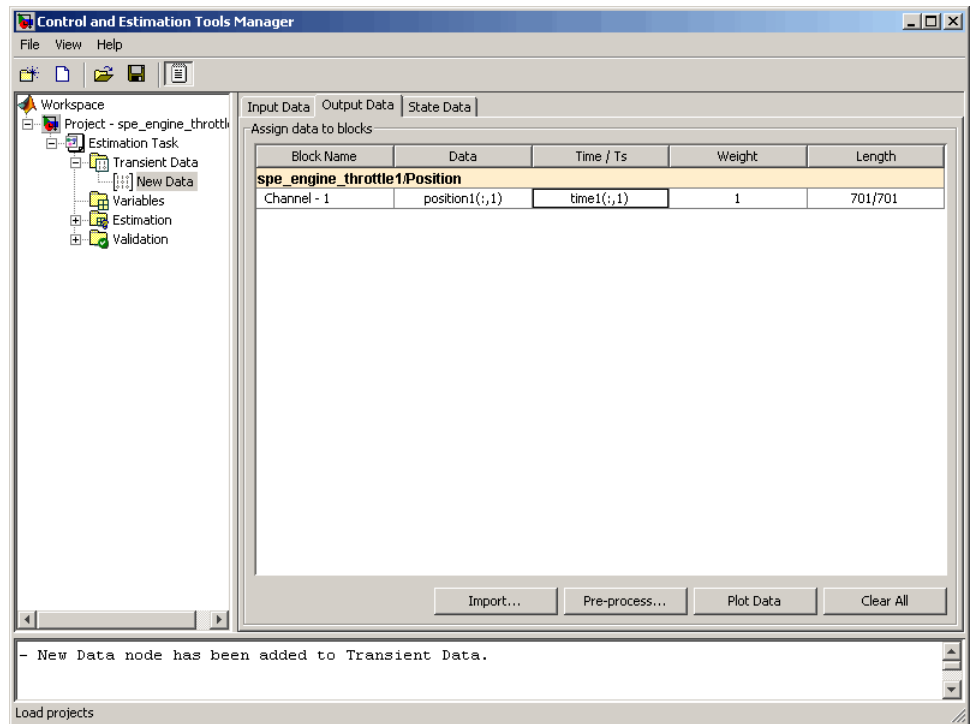 Control and Estimation Tools Manager
File View Help
Workspace
Project - spe_engine_throttl
Estimation Task
Transient Data
New Data
Variables
Estimation
Validation
Input Data Output Data State Data
Assign data to blocks
Block Name Data Time / Ts Weight Length
spe_engine_throttle1/Position
Channel - 1 position1(:,1) time1(:,1) 1 701/701
Import... Pre-process... Plot Data Clear All
- New Data node has been added to Transient Data.
Load projects